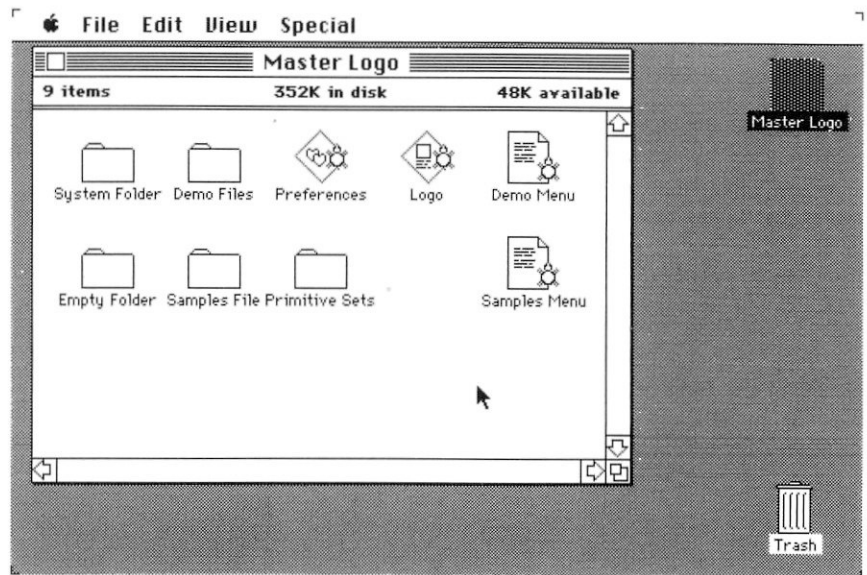 File Edit View Special
Master Logo
9 items 352K in disk 48K available
Master Logo
System Folder Demo Files Preferences Logo Demo Menu
Empty Folder Samples File Primitive Sets Samples Menu
Trash